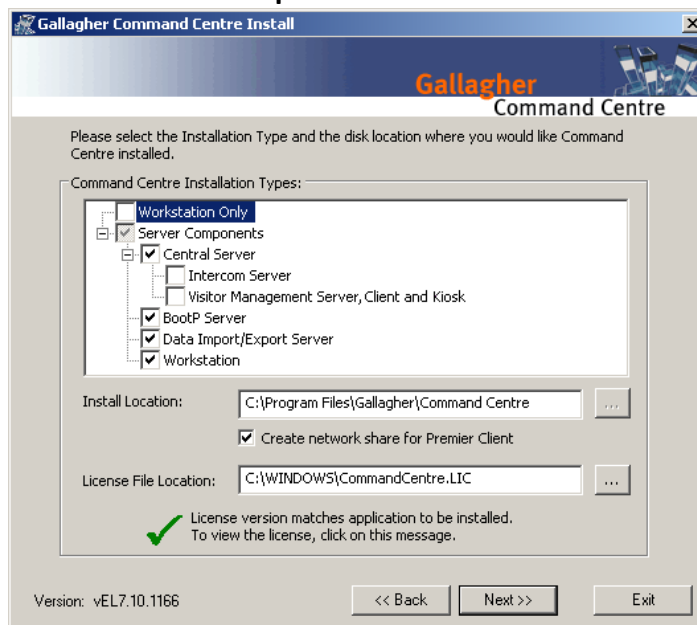 Gallagher Command Centre Install
Gallagher
Command Centre
Please select the Installation Type and the disk location where you would like Command
Centre installed.
Command Centre Installation Types:
Workstation Only
Server Components
Central Server
Intercom Server
Visitor Management Server, Client and Kiosk
BootP Server
Data Import/Export Server
Workstation
Install Location:
C:\Program Files\Gallagher\Command Centre
...
Create network share for Premier Client
License File Location:
C:\WINDOWS\CommandCentre.LIC
...
License version matches application to be installed.
To view the license, click on this message.
Version: vEL7.10.1166
<< Back
Next >>
Exit